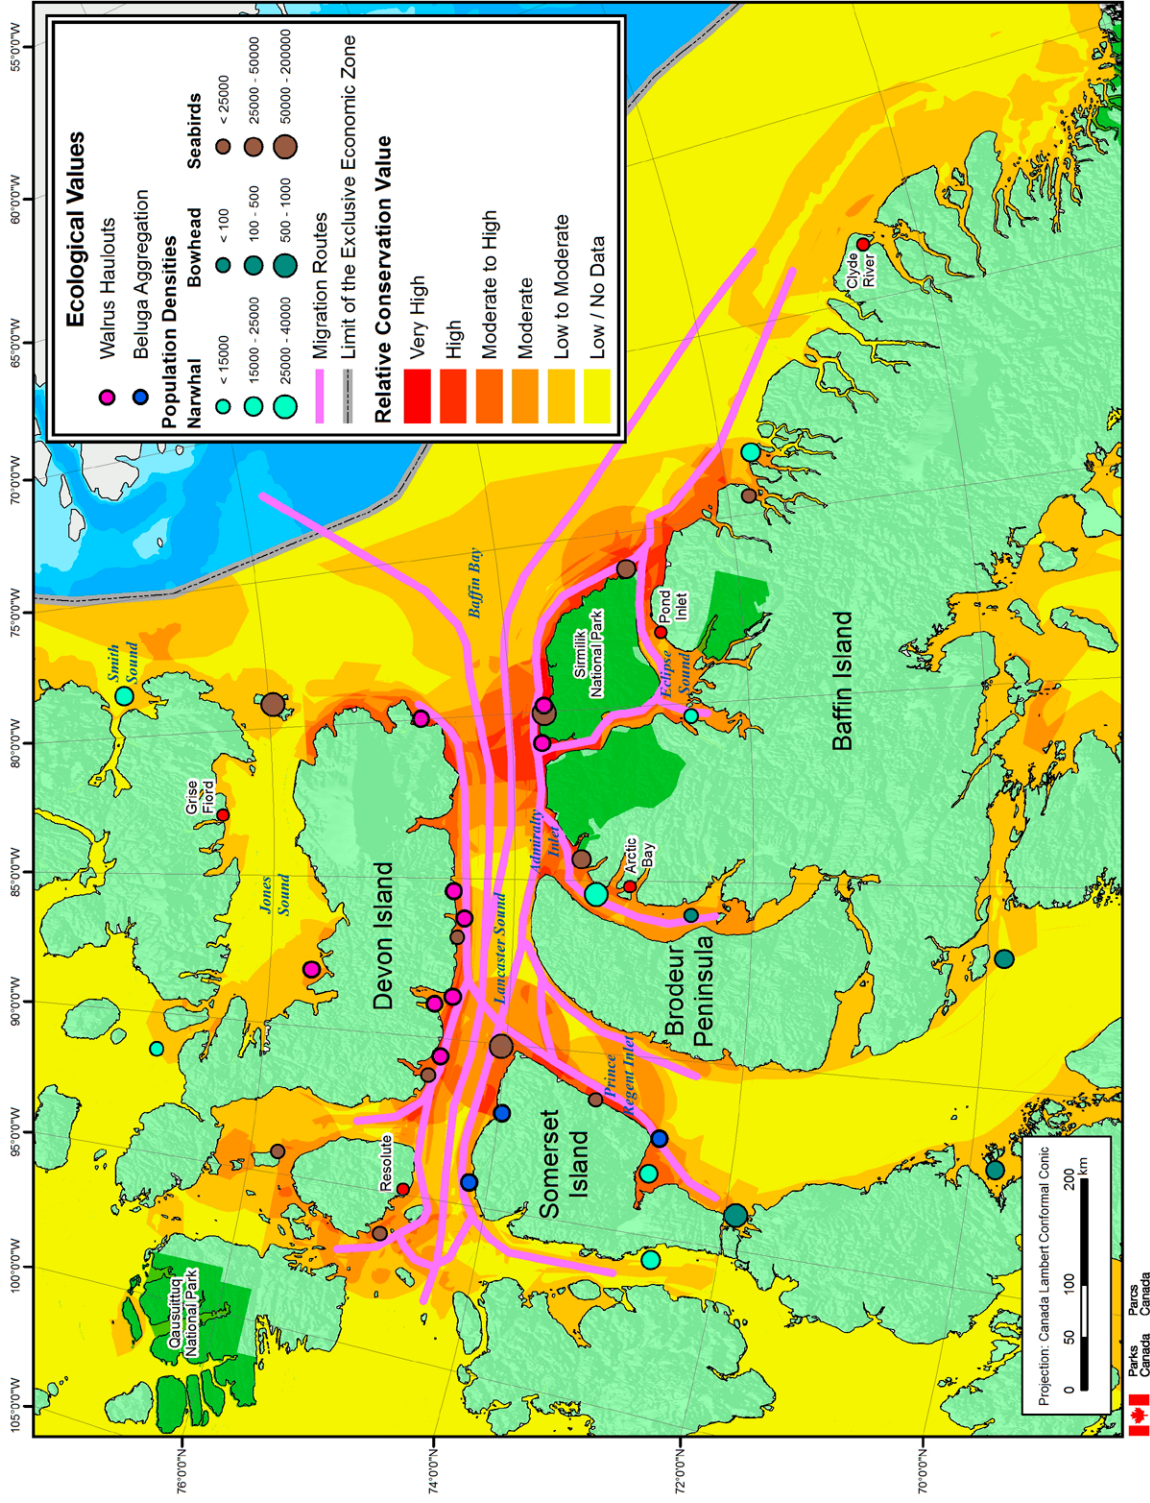 Ecological Values
Walrus Haulouts
Beluga Aggregation
Population Densities
Narwhal Bowhead Seabirds
< 15000 < 100 < 25000
15000 - 25000 100 - 500 25000 - 50000
25000 - 40000 500 - 1000 50000 - 200000
Migration Routes
Limit of the Exclusive Economic Zone
Relative Conservation Value
Very High
High
Moderate to High
Moderate
Low to Moderate
Low / No Data
105°0'0"W
100°0'0"W
95°0'0"W
90°0'0"W
85°0'0"W
80°0'0"W
75°0'0"W
70°0'0"W
65°0'0"W
60°0'0"W
55°0'0"W
76°0'0"N
74°0'0"N
72°0'0"N
70°0'0"N
Qausuittuq
National Park
Grise
Fiord
Smith
Sound
Jones
Sound
Resolute
Devon Island
Baffin Bay
Lancaster Sound
Somerset
Island
Prince
Regent Inlet
Brodeur
Peninsula
Admiralty
Inlet
Arctic
Bay
Sirmilik
National Park
Eclipse
Sound
Pond
Inlet
Baffin Island
Clyde
River
Projection: Canada Lambert Conformal Conic
0 50 100 200
km
Parks
Canada
Parcs
Canada